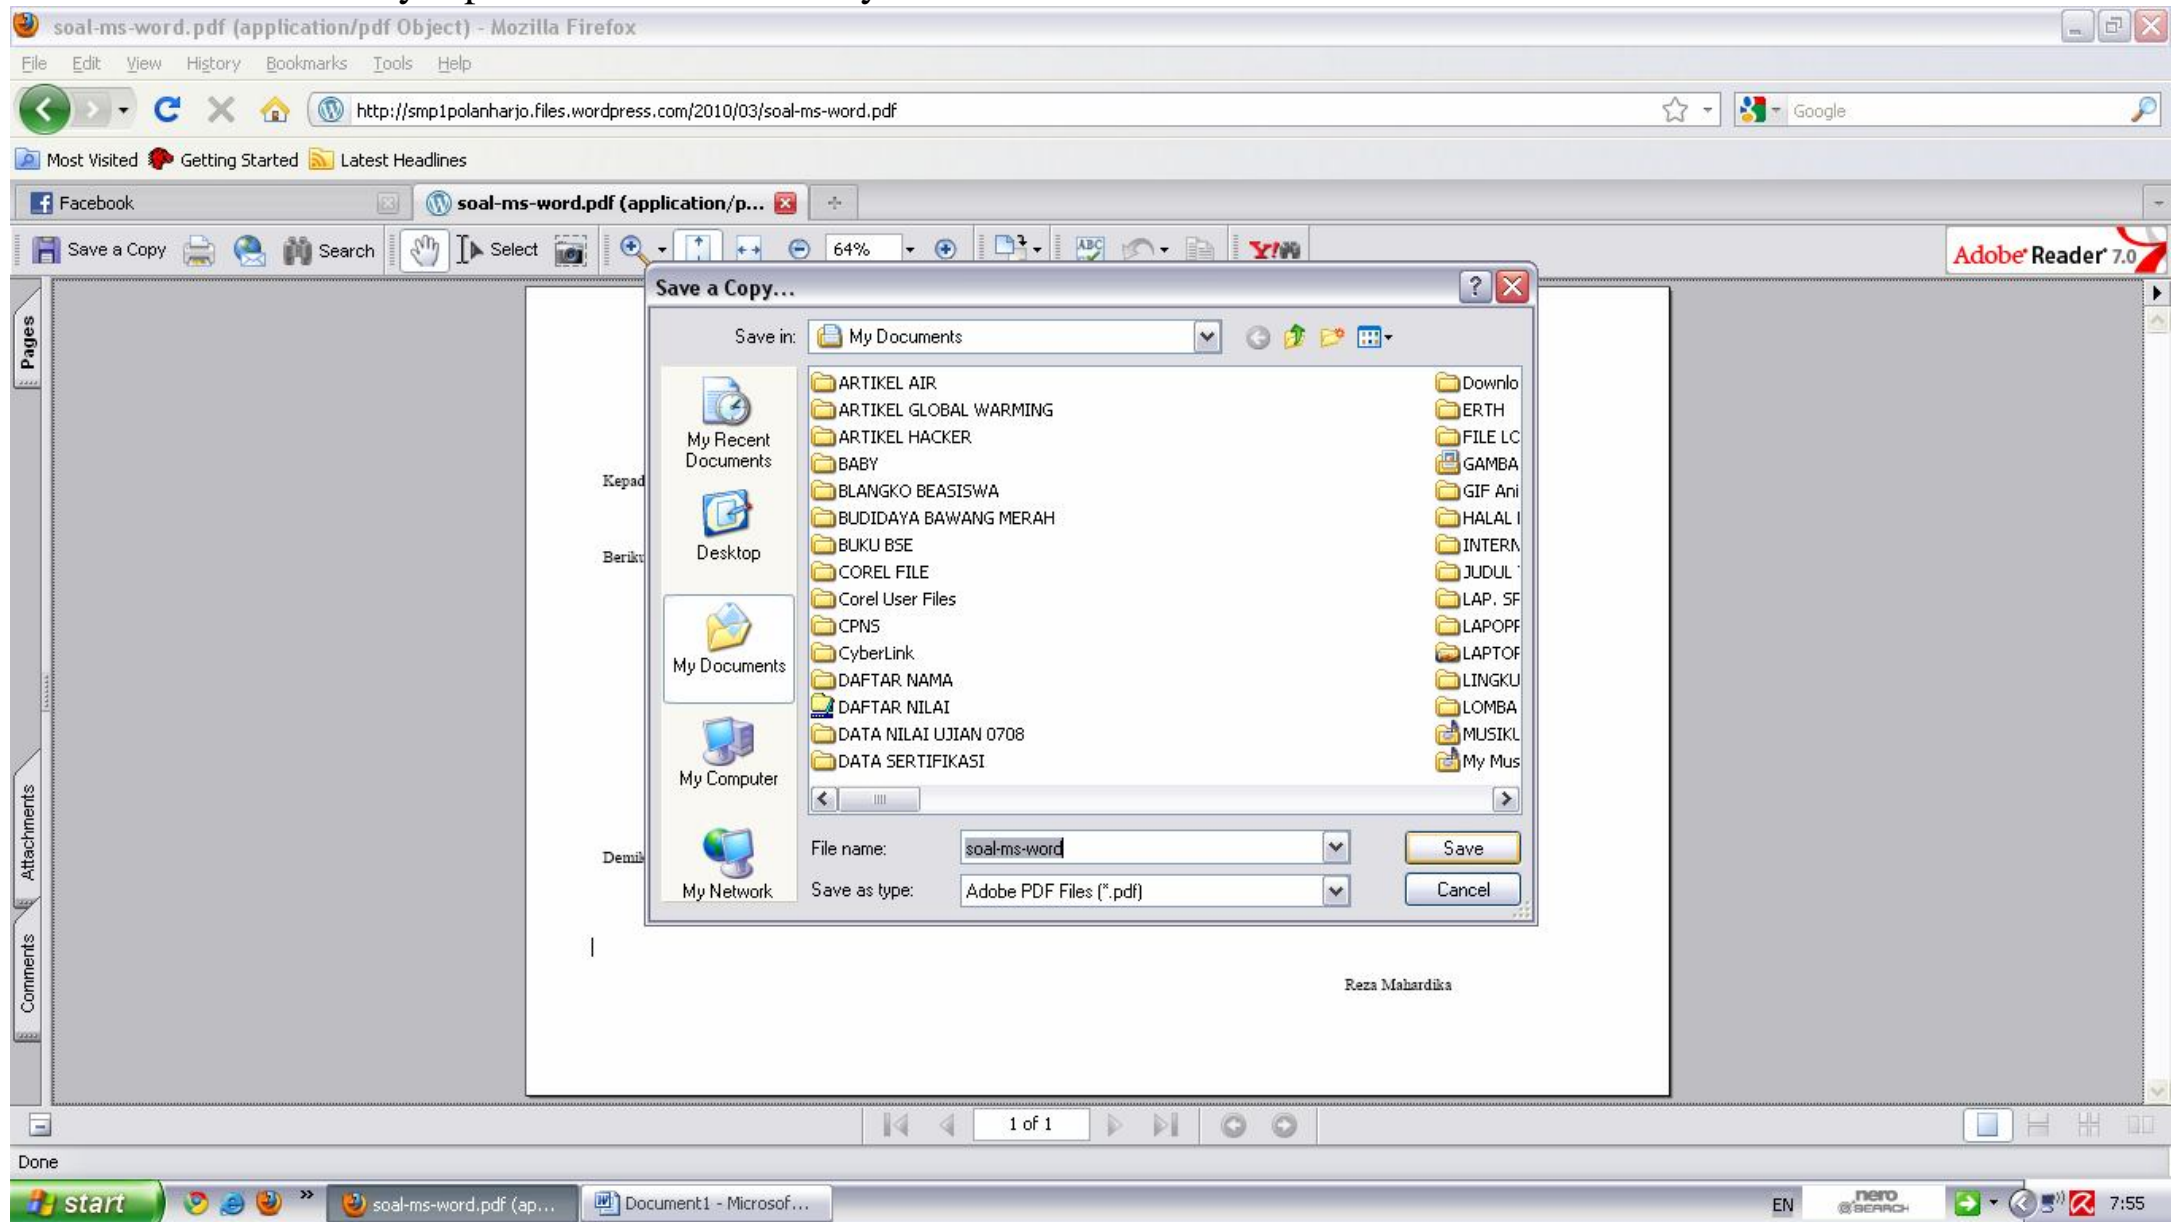 soal-ms-word.pdf (application/pdf Object) - Mozilla Firefox
File Edit View History Bookmarks Tools Help
http://smp1polanharjo.files.wordpress.com/2010/03/soal-ms-word.pdf
Google
Most Visited Getting Started Latest Headlines
Facebook
soal-ms-word.pdf (application/p...
Save a Copy Search Select 64% Y!
Adobe Reader 7.0
Save a Copy...
Save in: My Documents
Pages
Attachments
Comments
My Recent Documents
Desktop
My Documents
My Computer
My Network
ARTIKEL AIR
ARTIKEL GLOBAL WARMING
ARTIKEL HACKER
BABY
BLANGKO BEASISWA
BUDIDAYA BAWANG MERAH
BUKU BSE
COREL FILE
Corel User Files
CPNS
CyberLink
DAFTAR NAMA
DAFTAR NILAI
DATA NILAI UJIAN 0708
DATA SERTIFIKASI
Downlo
ERTH
FILE LO
GAMBA
GIF Ani
HALAL
INTERN
JUDUL
LAP. SF
LAPTOP
LINGKU
LOMBA
MUSIKU
My Mus
File name: soal-ms-word
Save
Save as type: Adobe PDF Files (*.pdf)
Cancel
Kepad
Beriku
Demik
Reza Mahardika
1 of 1
Done
start
soal-ms-word.pdf (ap...
Document1 - Microsof...
EN
nero SEARCH
7:55